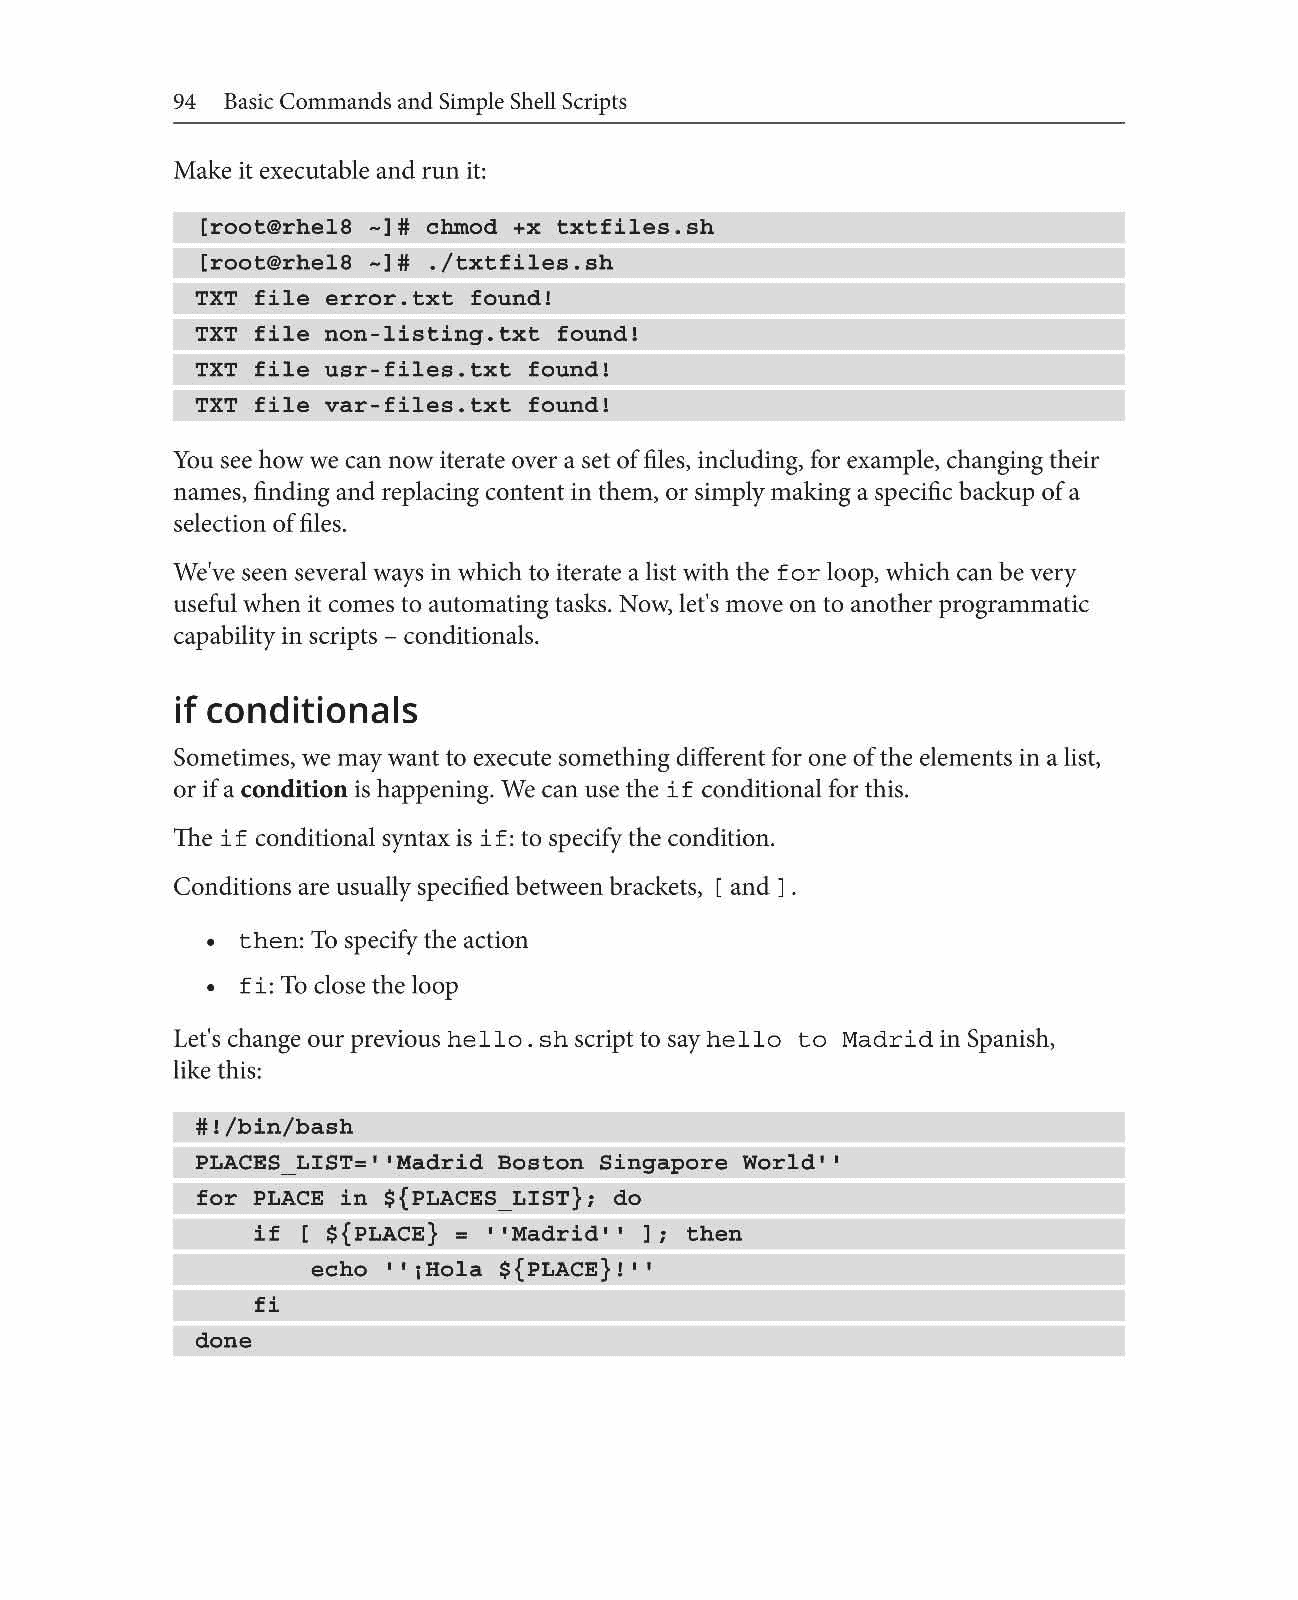 94 Basic Commands and Simple Shell Scripts
Make it executable and run it:
[root@rhel8 ~]# chmod +x txtfiles.sh
[root@rhel8 ~]# ./txtfiles.sh
TXT file error.txt found!
TXT file non-listing.txt found!
TXT file usr-files.txt found!
TXT file var-files.txt found!
You see how we can now iterate over a set of files, including, for example, changing their
names, finding and replacing content in them, or simply making a specific backup of a
selection of files.
We've seen several ways in which to iterate a list with the for loop, which can be very
useful when it comes to automating tasks. Now, let's move on to another programmatic
capability in scripts – conditionals.
if conditionals
Sometimes, we may want to execute something different for one of the elements in a list,
or if a condition is happening. We can use the if conditional for this.
The if conditional syntax is if: to specify the condition.
Conditions are usually specified between brackets, [ and ].
• then: To specify the action
• fi: To close the loop
Let's change our previous hello.sh script to say hello to Madrid in Spanish,
like this:
#!/bin/bash
PLACES_LIST=''Madrid Boston Singapore World''
for PLACE in ${PLACES_LIST}; do
    if [ ${PLACE} = ''Madrid'' ]; then
        echo ''¡Hola ${PLACE}!''
    fi
done